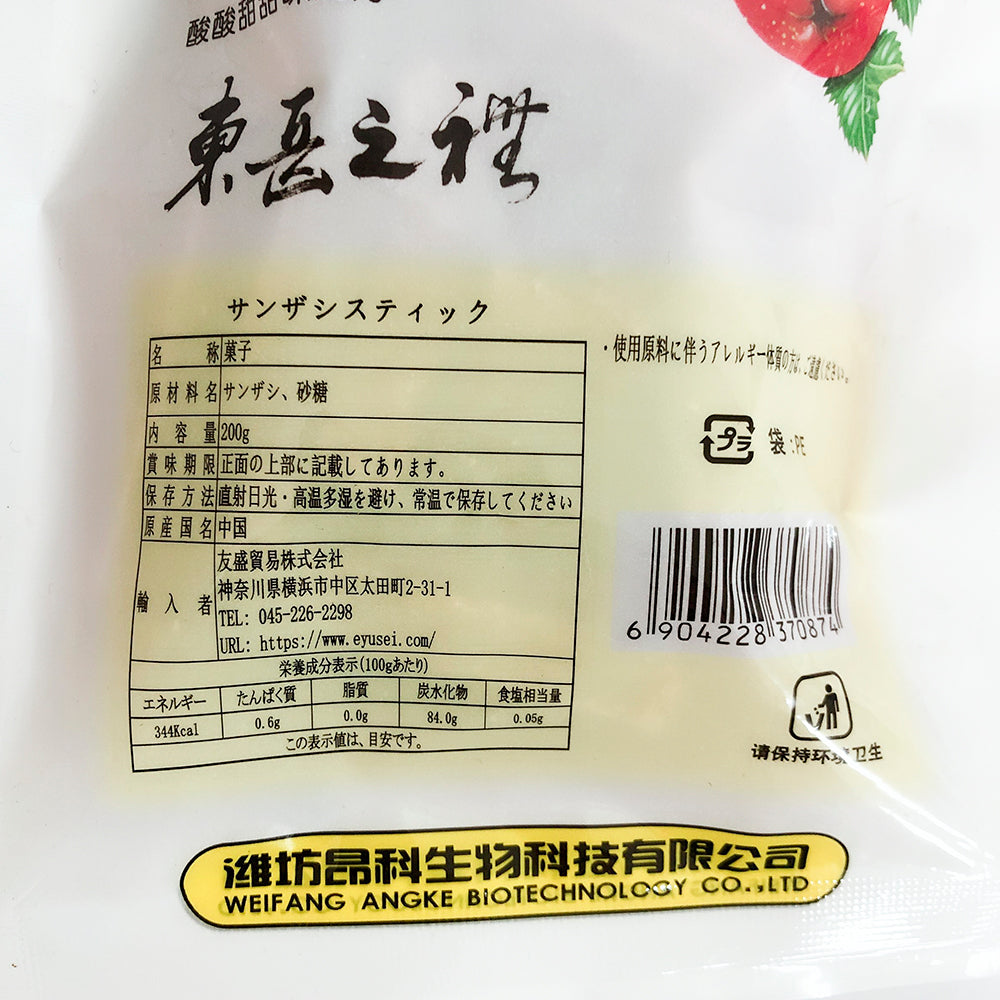 酸酸甜甜味
東岳之禮
サンザシスティック
名称 菓子
原材料名 サンザシ、砂糖
内容量 200g
賞味期限 正面の上部に記載してあります。
保存方法 直射日光・高温多湿を避け、常温で保存してください
原産国名 中国
輸入者 友盛貿易株式会社
神奈川県横浜市中区太田町2-31-1
TEL: 045-226-2298
URL: https://www.eyusei.com/
栄養成分表示(100gあたり)
エネルギー たんぱく質 脂質 炭水化物 食塩相当量
344Kcal 0.6g 0.0g 84.0g 0.05g
この表示値は、目安です。
・使用原料に伴うアレルギー体質の方は、ご遠慮ください。
プラ 袋:PE
6 904228 370874
请保持环境卫生
潍坊昂科生物科技有限公司
WEIFANG ANGKE BIOTECHNOLOGY CO.,LTD